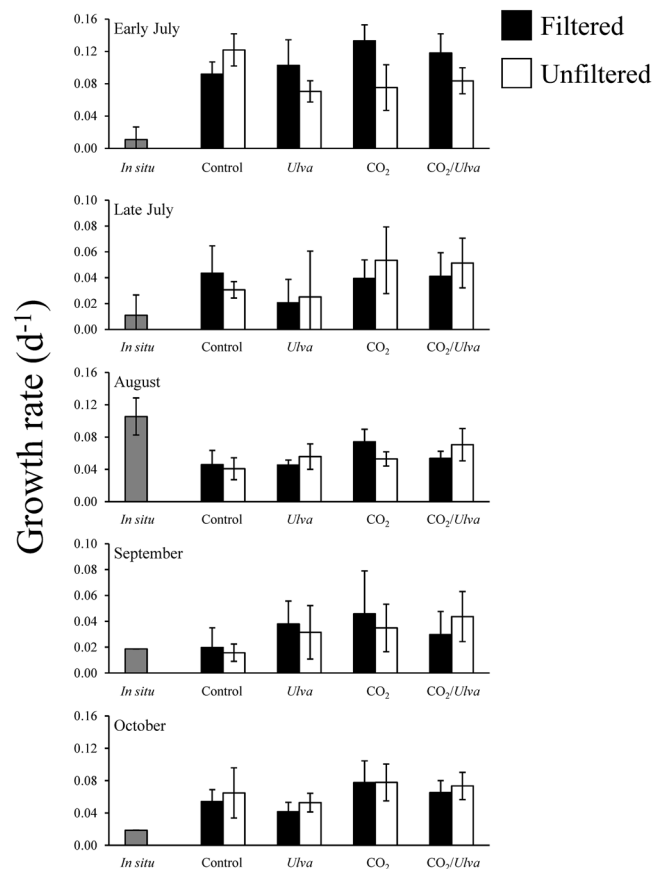 Filtered
Unfiltered
Growth rate (d⁻¹)
Early July
0.16
0.12
0.08
0.04
0.00
In situ Control Ulva CO₂ CO₂/Ulva
Late July
0.10
0.08
0.06
0.04
0.02
0.00
In situ Control Ulva CO₂ CO₂/Ulva
August
0.16
0.12
0.08
0.04
0.00
In situ Control Ulva CO₂ CO₂/Ulva
September
0.10
0.08
0.06
0.04
0.02
0.00
In situ Control Ulva CO₂ CO₂/Ulva
October
0.16
0.12
0.08
0.04
0.00
In situ Control Ulva CO₂ CO₂/Ulva